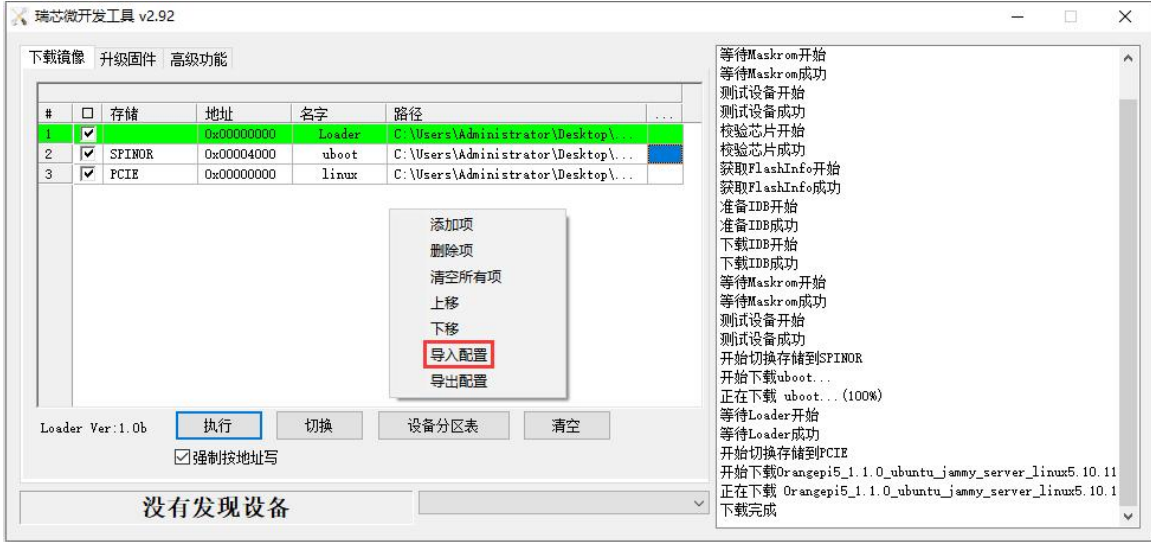 瑞芯微开发工具 v2.92
下载镜像 升级固件 高级功能
# 存储 地址 名字 路径 ...
1 0x00000000 Loader C:\Users\Administrator\Desktop\...
2 SPINOR 0x00004000 uboot C:\Users\Administrator\Desktop\...
3 PCIE 0x00000000 linux C:\Users\Administrator\Desktop\...
添加项
删除项
清空所有项
上移
下移
导入配置
导出配置
Loader Ver:1.0b 执行 切换 设备分区表 清空
强制按地址写
没有发现设备
等待Maskrom开始
等待Maskrom成功
测试设备开始
测试设备成功
校验芯片开始
校验芯片成功
获取FlashInfo开始
获取FlashInfo成功
准备IDB开始
准备IDB成功
下载IDB开始
下载IDB成功
等待Maskrom开始
等待Maskrom成功
测试设备开始
测试设备成功
开始切换存储到SPINOR
开始下载uboot...
正在下载 uboot...(100%)
等待Loader开始
等待Loader成功
开始切换存储到PCIE
开始下载Orangepi5_1.1.0_ubuntu_jammy_server_linux5.10.11
正在下载 Orangepi5_1.1.0_ubuntu_jammy_server_linux5.10.1
下载完成